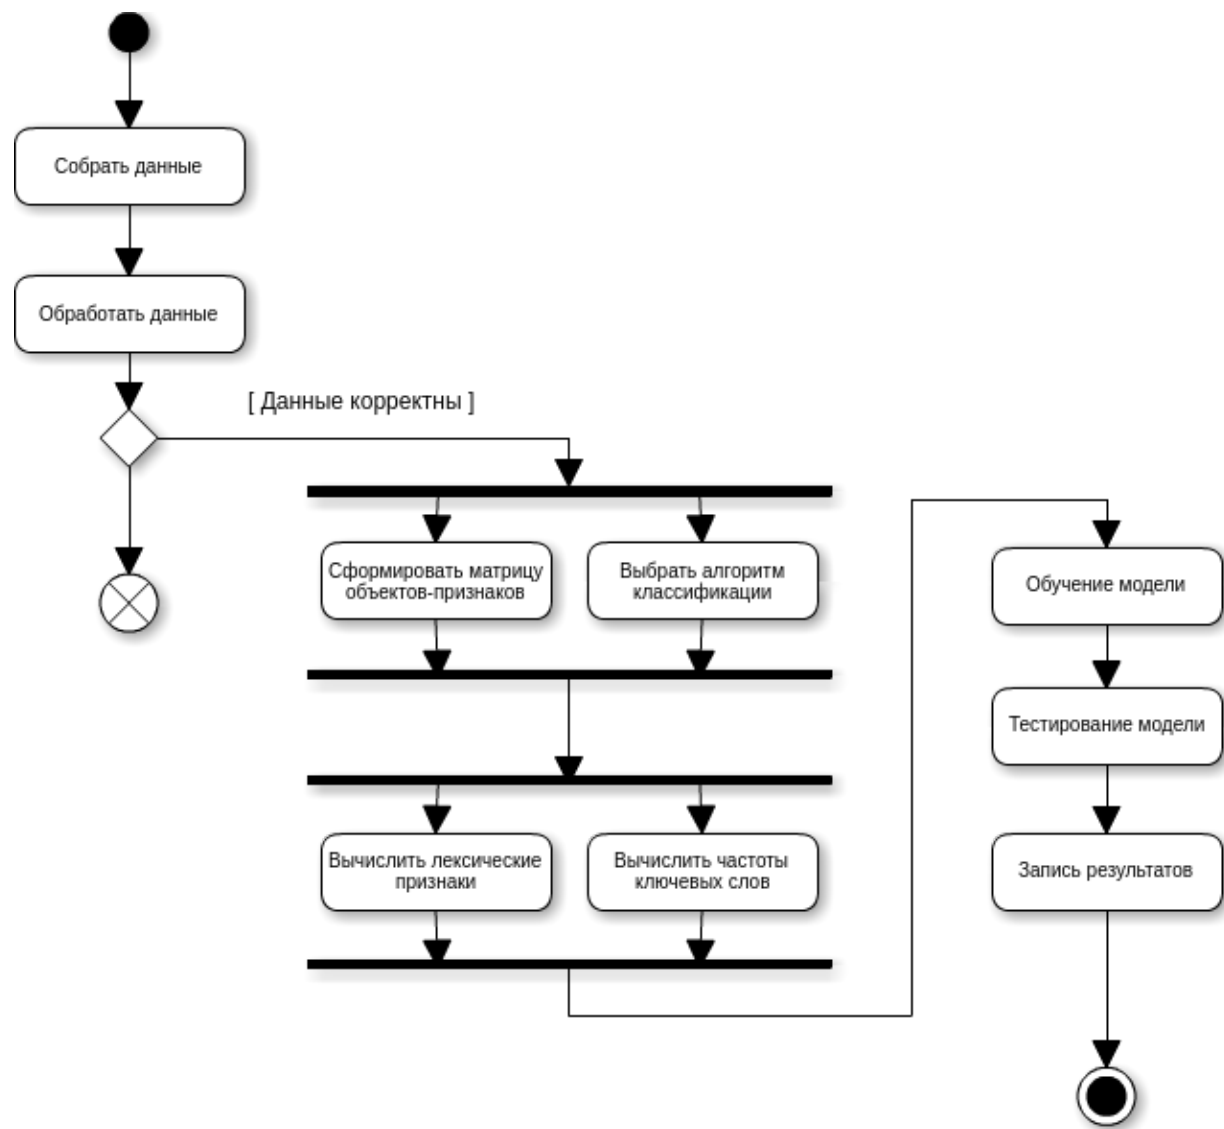 Собрать данные
Обработать данные
[ Данные корректны ]
Сформировать матрицу
объектов-признаков
Выбрать алгоритм
классификации
Вычислить лексические
признаки
Вычислить частоты
ключевых слов
Обучение модели
Тестирование модели
Запись результатов